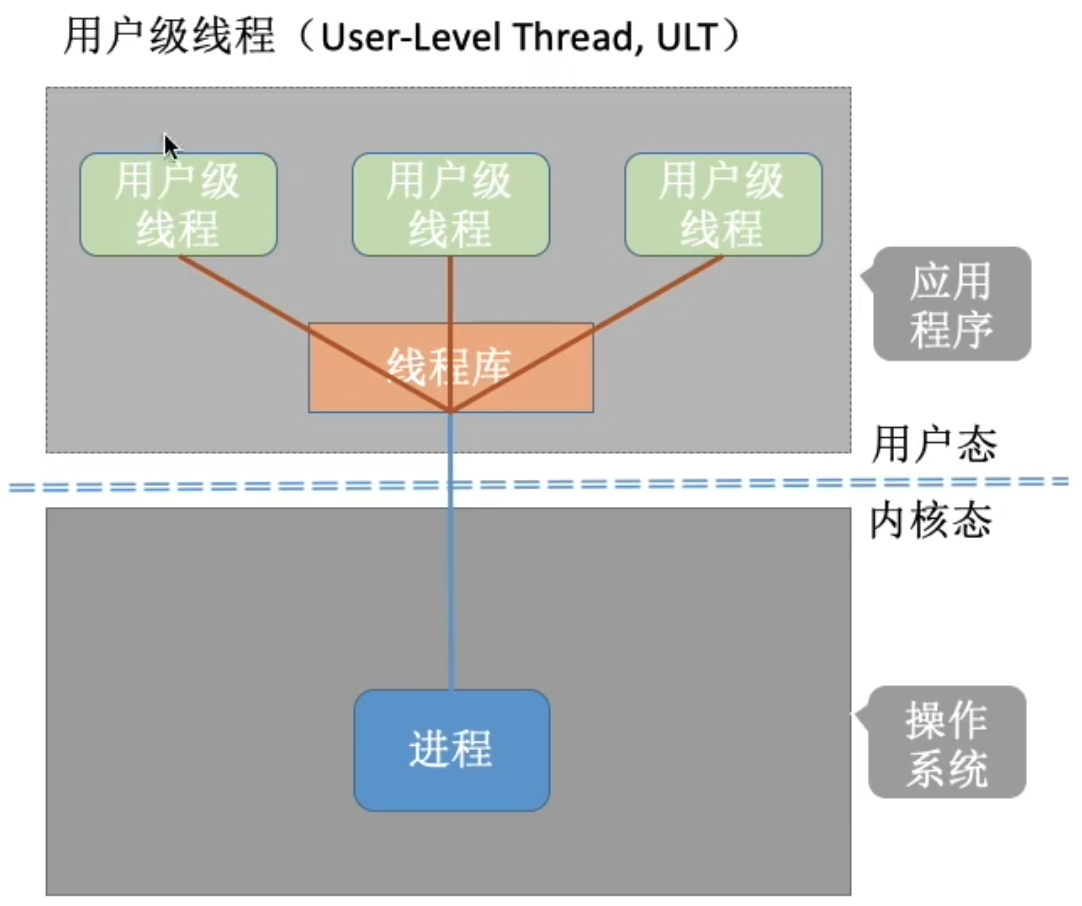 用户级线程（User-Level Thread, ULT）
用户级
线程
用户级
线程
用户级
线程
应用
程序
线程库
用户态
内核态
进程
操作
系统